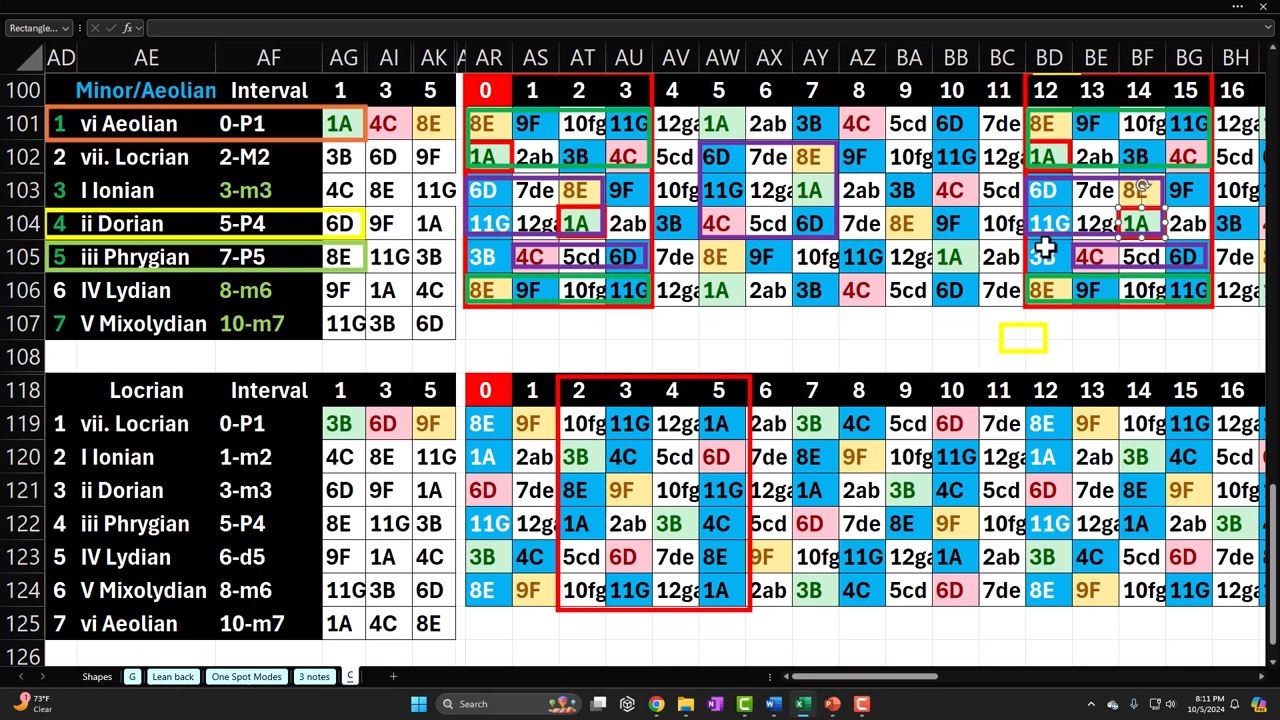 Rectangle...
fx
AD AE AF AG AI AK AR AS AT AU AV AW AX AY AZ BA BB BC BD BE BF BG BH
100 Minor/Aeolian Interval 1 3 5 0 1 2 3 4 5 6 7 8 9 10 11 12 13 14 15 16
101 1 vi Aeolian 0-P1 1A 4C 8E 8E 9F 10fg 11G 12ga 1A 2ab 3B 4C 5cd 6D 7de 8E 9F 10fg 11G 12ga
102 2 vii. Locrian 2-M2 3B 6D 9F 1A 2ab 3B 4C 5cd 6D 7de 8E 9F 10fg 11G 12ga 1A 2ab 3B 4C 5cd
103 3 I Ionian 3-m3 4C 8E 11G 6D 7de 8E 9F 10fg 11G 12ga 1A 2ab 3B 4C 5cd 6D 7de 8E 9F 10fg
104 4 ii Dorian 5-P4 6D 9F 1A 11G 12ga 1A 2ab 3B 4C 5cd 6D 7de 8E 9F 10fg 11G 12ga 1A 2ab 3B
105 5 iii Phrygian 7-P5 8E 11G 3B 3B 4C 5cd 6D 7de 8E 9F 10fg 11G 12ga 1A 2ab 3B 4C 5cd 6D 7de
106 6 IV Lydian 8-m6 9F 1A 4C 8E 9F 10fg 11G 12ga 1A 2ab 3B 4C 5cd 6D 7de 8E 9F 10fg 11G 12ga
107 7 V Mixolydian 10-m7 11G 3B 6D
108
118 Locrian Interval 1 3 5 0 1 2 3 4 5 6 7 8 9 10 11 12 13 14 15 16
119 1 vii. Locrian 0-P1 3B 6D 9F 8E 9F 10fg 11G 12ga 1A 2ab 3B 4C 5cd 6D 7de 8E 9F 10fg 11G 12ga
120 2 I Ionian 1-m2 4C 8E 11G 1A 2ab 3B 4C 5cd 6D 7de 8E 9F 10fg 11G 12ga 1A 2ab 3B 4C 5cd
121 3 ii Dorian 3-m3 6D 9F 1A 6D 7de 8E 9F 10fg 11G 12ga 1A 2ab 3B 4C 5cd 6D 7de 8E 9F 10fg
122 4 iii Phrygian 5-P4 8E 11G 3B 11G 12ga 1A 2ab 3B 4C 5cd 6D 7de 8E 9F 10fg 11G 12ga 1A 2ab 3B
123 5 IV Lydian 6-d5 9F 1A 4C 3B 4C 5cd 6D 7de 8E 9F 10fg 11G 12ga 1A 2ab 3B 4C 5cd 6D 7de
124 6 V Mixolydian 8-m6 11G 3B 6D 8E 9F 10fg 11G 12ga 1A 2ab 3B 4C 5cd 6D 7de 8E 9F 10fg 11G 12ga
125 7 vi Aeolian 10-m7 1A 4C 8E
126
Shapes G Lean back One Spot Modes 3 notes C
73°F
Clear
Search
8:11 PM
10/5/2024